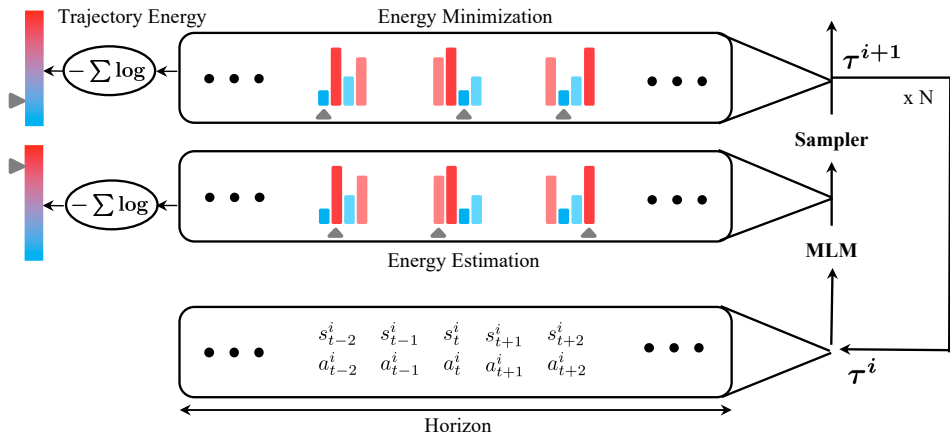 Trajectory Energy
Energy Minimization
− ∑ log
τ^{i+1}
x N
Sampler
− ∑ log
Energy Estimation
MLM
s^i_{t−2} s^i_{t−1} s^i_t s^i_{t+1} s^i_{t+2}
a^i_{t−2} a^i_{t−1} a^i_t a^i_{t+1} a^i_{t+2}
τ^i
Horizon